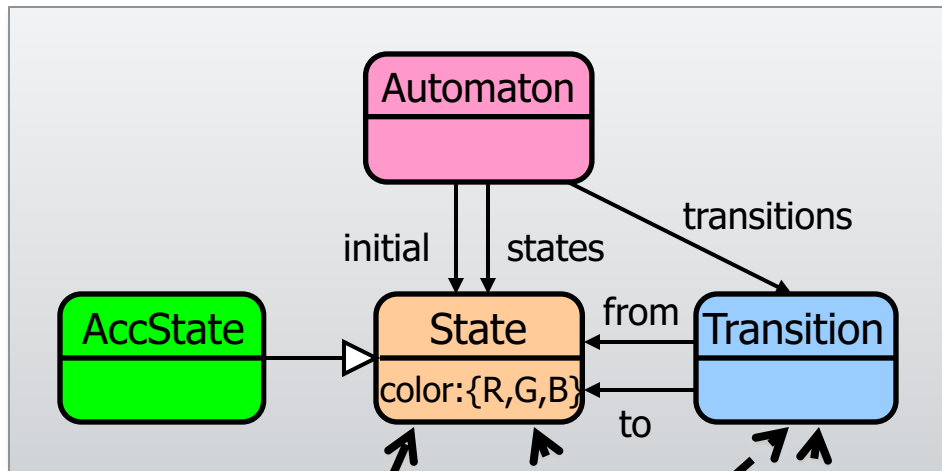 Automaton
transitions
initial
states
AccState
State
from
Transition
color:{R,G,B}
to